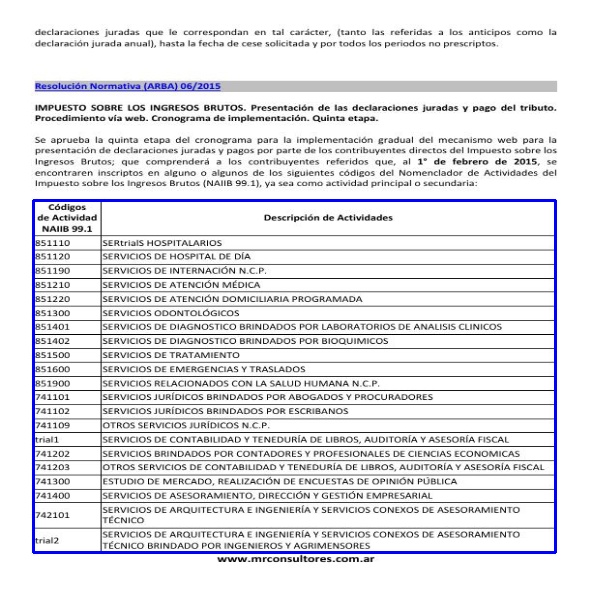 declaraciones juradas que le correspondan en tal carácter, (tanto las referidas a los anticipos como la
declaración jurada anual), hasta la fecha de cese solicitada y por todos los periodos no prescriptos.
Resolución Normativa (ARBA) 06/2015
IMPUESTO SOBRE LOS INGRESOS BRUTOS. Presentación de las declaraciones juradas y pago del tributo.
Procedimiento vía web. Cronograma de implementación. Quinta etapa.
Se aprueba la quinta etapa del cronograma para la implementación gradual del mecanismo web para la
presentación de declaraciones juradas y pagos por parte de los contribuyentes directos del Impuesto sobre los
Ingresos Brutos; que comprenderá a los contribuyentes referidos que, al 1° de febrero de 2015, se
encontraren inscriptos en alguno o algunos de los siguientes códigos del Nomenclador de Actividades del
Impuesto sobre los Ingresos Brutos (NAIIB 99.1), ya sea como actividad principal o secundaria:
Códigos
de Actividad
NAIIB 99.1
Descripción de Actividades
851110 SERtrialS HOSPITALARIOS
851120 SERVICIOS DE HOSPITAL DE DÍA
851190 SERVICIOS DE INTERNACIÓN N.C.P.
851210 SERVICIOS DE ATENCIÓN MÉDICA
851220 SERVICIOS DE ATENCIÓN DOMICILIARIA PROGRAMADA
851300 SERVICIOS ODONTOLÓGICOS
851401 SERVICIOS DE DIAGNOSTICO BRINDADOS POR LABORATORIOS DE ANALISIS CLINICOS
851402 SERVICIOS DE DIAGNOSTICO BRINDADOS POR BIOQUIMICOS
851500 SERVICIOS DE TRATAMIENTO
851600 SERVICIOS DE EMERGENCIAS Y TRASLADOS
851900 SERVICIOS RELACIONADOS CON LA SALUD HUMANA N.C.P.
741101 SERVICIOS JURÍDICOS BRINDADOS POR ABOGADOS Y PROCURADORES
741102 SERVICIOS JURÍDICOS BRINDADOS POR ESCRIBANOS
741109 OTROS SERVICIOS JURÍDICOS N.C.P.
trial1 SERVICIOS DE CONTABILIDAD Y TENEDURÍA DE LIBROS, AUDITORÍA Y ASESORÍA FISCAL
741202 SERVICIOS BRINDADOS POR CONTADORES Y PROFESIONALES DE CIENCIAS ECONOMICAS
741203 OTROS SERVICIOS DE CONTABILIDAD Y TENEDURÍA DE LIBROS, AUDITORÍA Y ASESORÍA FISCAL
741300 ESTUDIO DE MERCADO, REALIZACIÓN DE ENCUESTAS DE OPINIÓN PÚBLICA
741400 SERVICIOS DE ASESORAMIENTO, DIRECCIÓN Y GESTIÓN EMPRESARIAL
742101 SERVICIOS DE ARQUITECTURA E INGENIERÍA Y SERVICIOS CONEXOS DE ASESORAMIENTO
TÉCNICO
trial2 SERVICIOS DE ARQUITECTURA E INGENIERÍA Y SERVICIOS CONEXOS DE ASESORAMIENTO
TÉCNICO BRINDADO POR INGENIEROS Y AGRIMENSORES
www.mrconsultores.com.ar